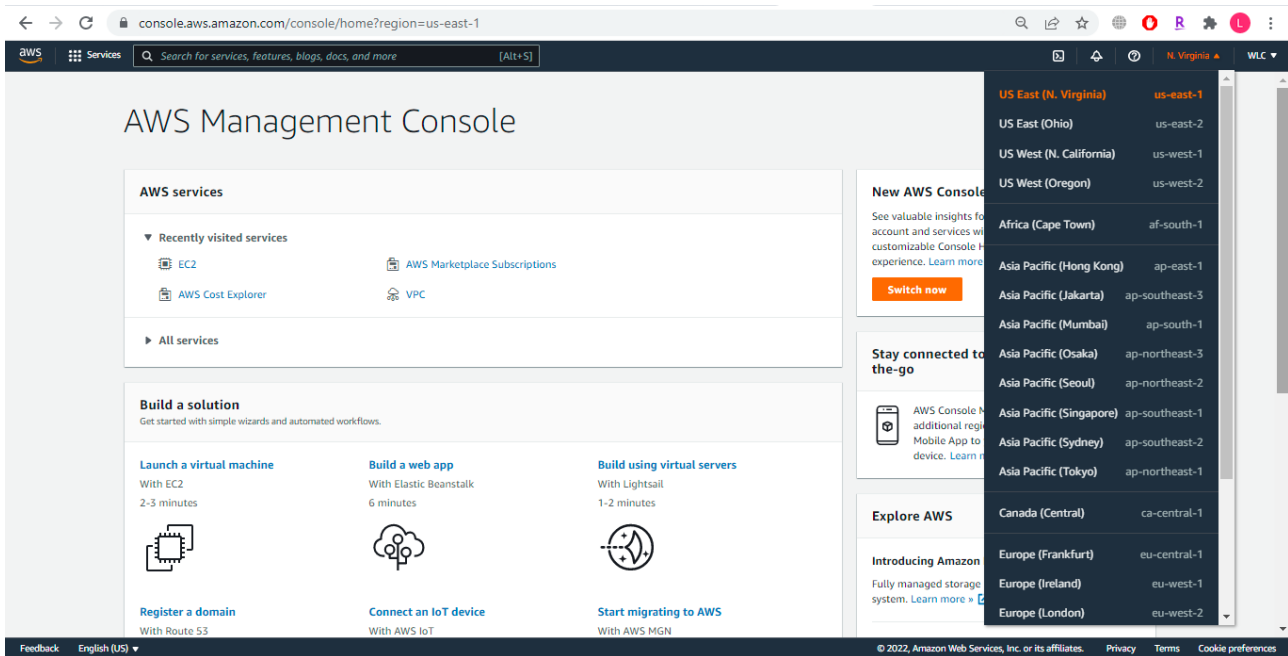 console.aws.amazon.com/console/home?region=us-east-1
L
aws
Services
Search for services, features, blogs, docs, and more
[Alt+S]
N. Virginia
WLC
AWS Management Console
AWS services
Recently visited services
EC2
AWS Marketplace Subscriptions
AWS Cost Explorer
VPC
All services
Build a solution
Get started with simple wizards and automated workflows.
Launch a virtual machine
With EC2
2-3 minutes
Build a web app
With Elastic Beanstalk
6 minutes
Build using virtual servers
With Lightsail
1-2 minutes
Register a domain
With Route 53
Connect an IoT device
With AWS IoT
Start migrating to AWS
With AWS MGN
New AWS Console
See valuable insights
account and services
customizable Console
experience. Learn more
Switch now
Stay connected to
the-go
AWS Console
additional
Mobile App to
device. Learn
Explore AWS
Introducing Amazon
Fully managed storage
system. Learn more »
US East (N. Virginia) us-east-1
US East (Ohio) us-east-2
US West (N. California) us-west-1
US West (Oregon) us-west-2
Africa (Cape Town) af-south-1
Asia Pacific (Hong Kong) ap-east-1
Asia Pacific (Jakarta) ap-southeast-3
Asia Pacific (Mumbai) ap-south-1
Asia Pacific (Osaka) ap-northeast-3
Asia Pacific (Seoul) ap-northeast-2
Asia Pacific (Singapore) ap-southeast-1
Asia Pacific (Sydney) ap-southeast-2
Asia Pacific (Tokyo) ap-northeast-1
Canada (Central) ca-central-1
Europe (Frankfurt) eu-central-1
Europe (Ireland) eu-west-1
Europe (London) eu-west-2
Feedback
English (US)
© 2022, Amazon Web Services, Inc. or its affiliates.
Privacy
Terms
Cookie preferences